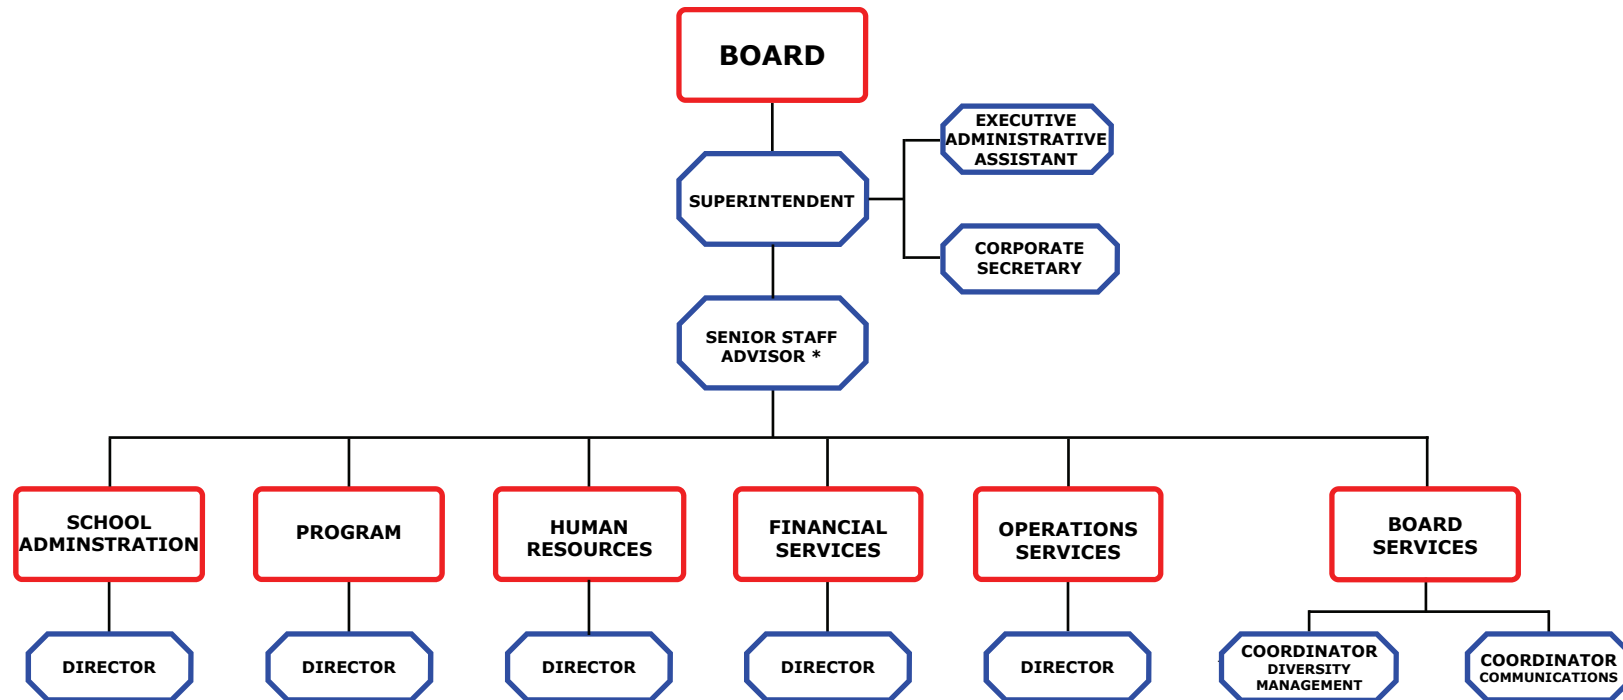 BOARD
EXECUTIVE
ADMINISTRATIVE
ASSISTANT
SUPERINTENDENT
CORPORATE
SECRETARY
SENIOR STAFF
ADVISOR *
SCHOOL
ADMINSTRATION
PROGRAM
HUMAN
RESOURCES
FINANCIAL
SERVICES
OPERATIONS
SERVICES
BOARD
SERVICES
DIRECTOR
DIRECTOR
DIRECTOR
DIRECTOR
DIRECTOR
COORDINATOR
DIVERSITY
MANAGEMENT
COORDINATOR
COMMUNICATIONS